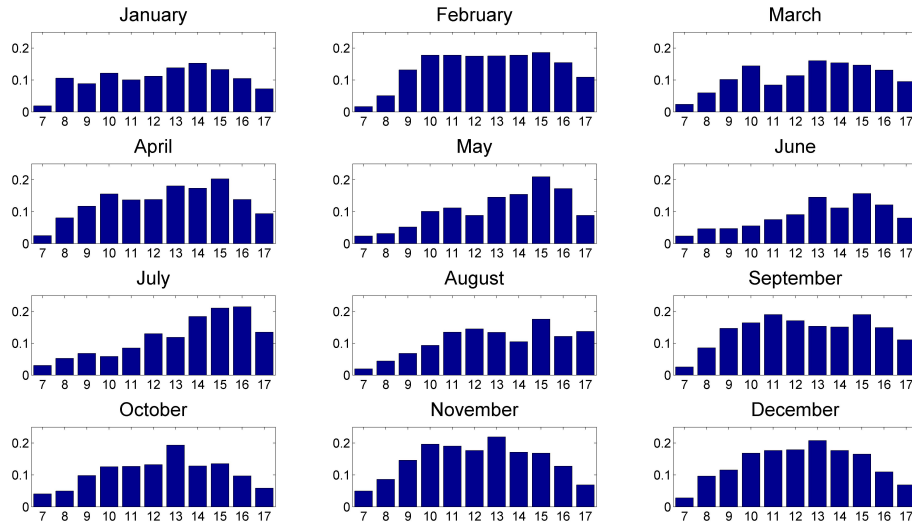 January February March
0.2 0.2 0.2
0.1 0.1 0.1
0 0 0
7 8 9 10 11 12 13 14 15 16 17 7 8 9 10 11 12 13 14 15 16 17 7 8 9 10 11 12 13 14 15 16 17
April May June
0.2 0.2 0.2
0.1 0.1 0.1
0 0 0
7 8 9 10 11 12 13 14 15 16 17 7 8 9 10 11 12 13 14 15 16 17 7 8 9 10 11 12 13 14 15 16 17
July August September
0.2 0.2 0.2
0.1 0.1 0.1
0 0 0
7 8 9 10 11 12 13 14 15 16 17 7 8 9 10 11 12 13 14 15 16 17 7 8 9 10 11 12 13 14 15 16 17
October November December
0.2 0.2 0.2
0.1 0.1 0.1
0 0 0
7 8 9 10 11 12 13 14 15 16 17 7 8 9 10 11 12 13 14 15 16 17 7 8 9 10 11 12 13 14 15 16 17